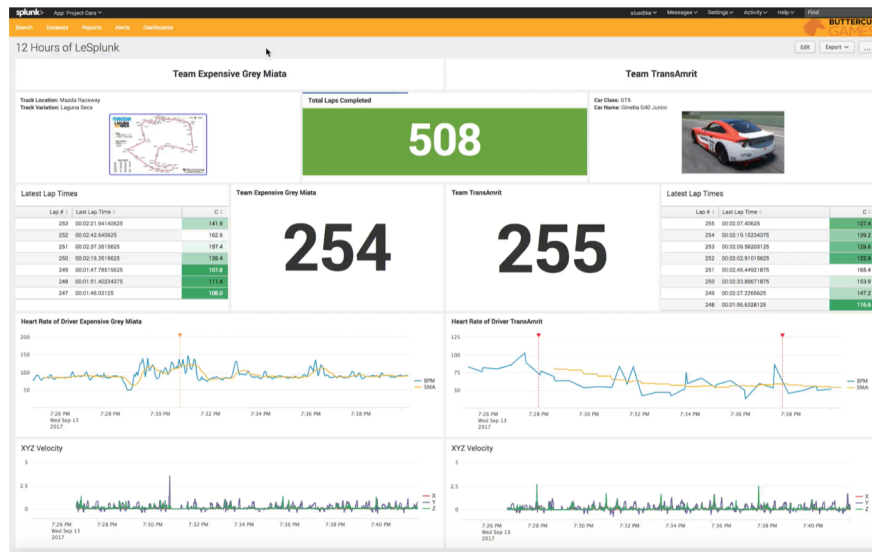 splunk> App: Project Cars
sluedtke Messages Settings Activity Help Find
Search Datasets Reports Alerts Dashboards
BUTTERCU
GAMES
12 Hours of LeSplunk
Edit Export ...
Team Expensive Grey Miata
Team TransAmrit
Track Location: Mazda Raceway
Track Variation: Laguna Seca
Total Laps Completed
508
Car Class: GT5
Car Name: Ginetta G40 Junior
Latest Lap Times
Lap # Last Lap Time C
253 00:02:21.94140625 141.9
252 00:02:42.640625 162.6
251 00:02:37.3515625 157.4
250 00:02:19.3515625 139.4
249 00:01:47.78515625 107.8
248 00:01:51.40234375 111.4
247 00:01:48.03125 108.0
Team Expensive Grey Miata
254
Team TransAmrit
255
Latest Lap Times
Lap # Last Lap Time C
255 00:02:07.40625 127.4
254 00:02:19.15234375 139.2
253 00:02:09.58203125 129.6
252 00:02:02.91015625 122.9
251 00:02:45.44921875 165.4
250 00:02:33.88671875 153.9
249 00:02:27.2265625 147.2
248 00:01:56.6328125 116.6
Heart Rate of Driver Expensive Grey Miata
200
150
100
50
BPM
SMA
7:26 PM 7:28 PM 7:30 PM 7:32 PM 7:34 PM 7:36 PM 7:38 PM
Wed Sep 13
2017
Heart Rate of Driver TransAmrit
125
100
75
50
BPM
SMA
7:26 PM 7:28 PM 7:30 PM 7:32 PM 7:34 PM 7:36 PM 7:38 PM
Wed Sep 13
2017
XYZ Velocity
5
2.5
0
X
Y
Z
7:26 PM 7:28 PM 7:30 PM 7:32 PM 7:34 PM 7:36 PM 7:38 PM 7:40 PM
Wed Sep 13
2017
XYZ Velocity
5
2.5
0
X
Y
Z
7:26 PM 7:28 PM 7:30 PM 7:32 PM 7:34 PM 7:36 PM 7:38 PM 7:40 PM
Wed Sep 13
2017